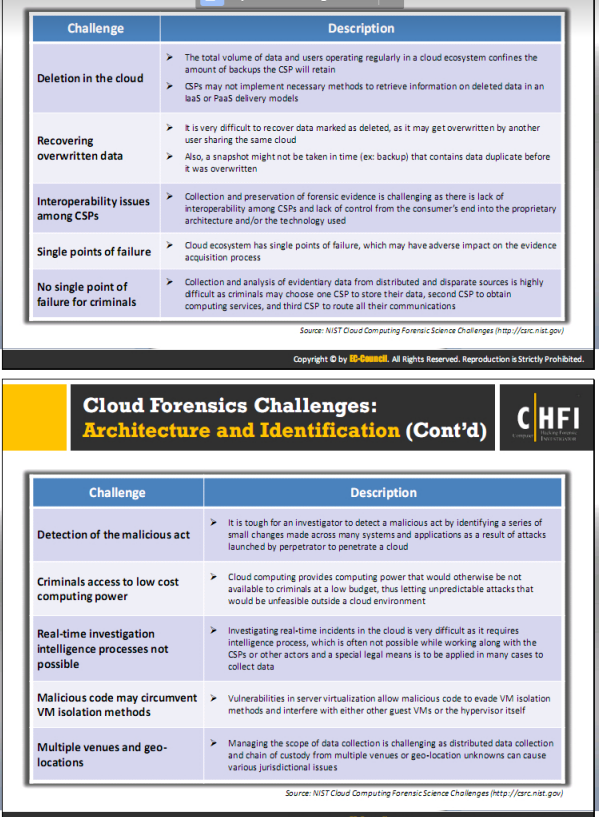 Challenge
Description
Deletion in the cloud
➢ The total volume of data and users operating regularly in a cloud ecosystem confines the
amount of backups the CSP will retain
➢ CSPs may not implement necessary methods to retrieve information on deleted data in an
IaaS or PaaS delivery models
Recovering
overwritten data
➢ It is very difficult to recover data marked as deleted, as it may get overwritten by another
user sharing the same cloud
➢ Also, a snapshot might not be taken in time (ex: backup) that contains data duplicate before
it was overwritten
Interoperability issues
among CSPs
➢ Collection and preservation of forensic evidence is challenging as there is lack of
interoperability among CSPs and lack of control from the consumer's end into the proprietary
architecture and/or the technology used
Single points of failure
➢ Cloud ecosystem has single points of failure, which may have adverse impact on the evidence
acquisition process
No single point of
failure for criminals
➢ Collection and analysis of evidentiary data from distributed and disparate sources is highly
difficult as criminals may choose one CSP to store their data, second CSP to obtain
computing services, and third CSP to route all their communications
Source: NIST Cloud Computing Forensic Science Challenges (http://csrc.nist.gov)
Copyright © by EC-Council. All Rights Reserved. Reproduction is Strictly Prohibited.
Cloud Forensics Challenges:
Architecture and Identification (Cont'd)
CHFI
Challenge
Description
Detection of the malicious act
➢ It is tough for an investigator to detect a malicious act by identifying a series of
small changes made across many systems and applications as a result of attacks
launched by perpetrator to penetrate a cloud
Criminals access to low cost
computing power
➢ Cloud computing provides computing power that would otherwise be not
available to criminals at a low budget, thus letting unpredictable attacks that
would be unfeasible outside a cloud environment
Real-time investigation
intelligence processes not
possible
➢ Investigating real-time incidents in the cloud is very difficult as it requires
intelligence process, which is often not possible while working along with the
CSPs or other actors and a special legal means is to be applied in many cases to
collect data
Malicious code may circumvent
VM isolation methods
➢ Vulnerabilities in server virtualization allow malicious code to evade VM isolation
methods and interfere with either other guest VMs or the hypervisor itself
Multiple venues and geo-
locations
➢ Managing the scope of data collection is challenging as distributed data collection
and chain of custody from multiple venues or geo-location unknowns can cause
various jurisdictional issues
Source: NIST Cloud Computing Forensic Science Challenges (http://csrc.nist.gov)